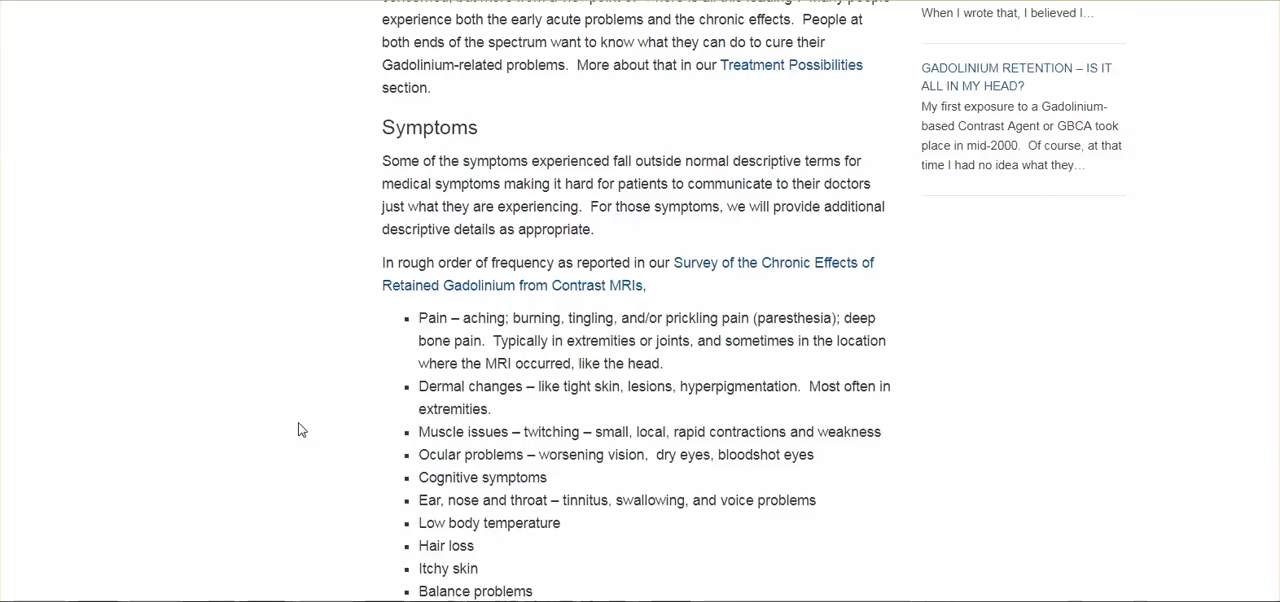 experience both the early acute problems and the chronic effects.  People at
both ends of the spectrum want to know what they can do to cure their
Gadolinium-related problems.  More about that in our Treatment Possibilities
section.
Symptoms
Some of the symptoms experienced fall outside normal descriptive terms for
medical symptoms making it hard for patients to communicate to their doctors
just what they are experiencing.  For those symptoms, we will provide additional
descriptive details as appropriate.
In rough order of frequency as reported in our Survey of the Chronic Effects of
Retained Gadolinium from Contrast MRIs,
▪ Pain – aching; burning, tingling, and/or prickling pain (paresthesia); deep
bone pain.  Typically in extremities or joints, and sometimes in the location
where the MRI occurred, like the head.
▪ Dermal changes – like tight skin, lesions, hyperpigmentation.  Most often in
extremities.
▪ Muscle issues – twitching – small, local, rapid contractions and weakness
▪ Ocular problems – worsening vision,  dry eyes, bloodshot eyes
▪ Cognitive symptoms
▪ Ear, nose and throat – tinnitus, swallowing, and voice problems
▪ Low body temperature
▪ Hair loss
▪ Itchy skin
▪ Balance problems
When I wrote that, I believed I…
GADOLINIUM RETENTION – IS IT
ALL IN MY HEAD?
My first exposure to a Gadolinium-
based Contrast Agent or GBCA took
place in mid-2000.  Of course, at that
time I had no idea what they…